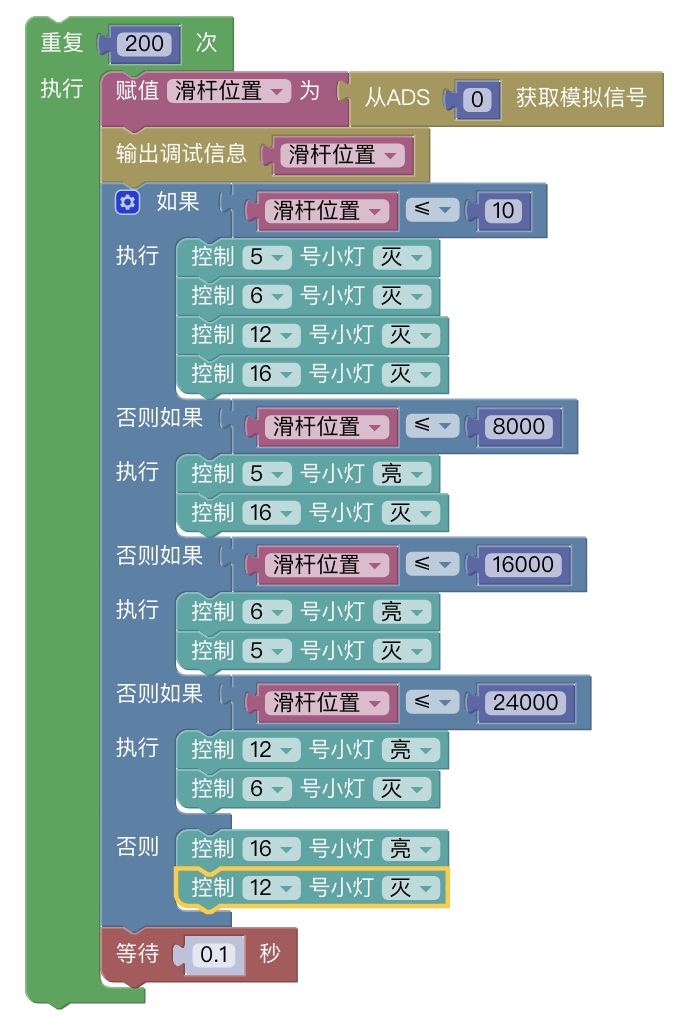 重复 200 次
执行 赋值 滑杆位置 为 从ADS 0 获取模拟信号
输出调试信息 滑杆位置
如果 滑杆位置 ≤ 10
执行 控制 5 号小灯 灭
控制 6 号小灯 灭
控制 12 号小灯 灭
控制 16 号小灯 灭
否则如果 滑杆位置 ≤ 8000
执行 控制 5 号小灯 亮
控制 16 号小灯 灭
否则如果 滑杆位置 ≤ 16000
执行 控制 6 号小灯 亮
控制 5 号小灯 灭
否则如果 滑杆位置 ≤ 24000
执行 控制 12 号小灯 亮
控制 6 号小灯 灭
否则 控制 16 号小灯 亮
控制 12 号小灯 灭
等待 0.1 秒